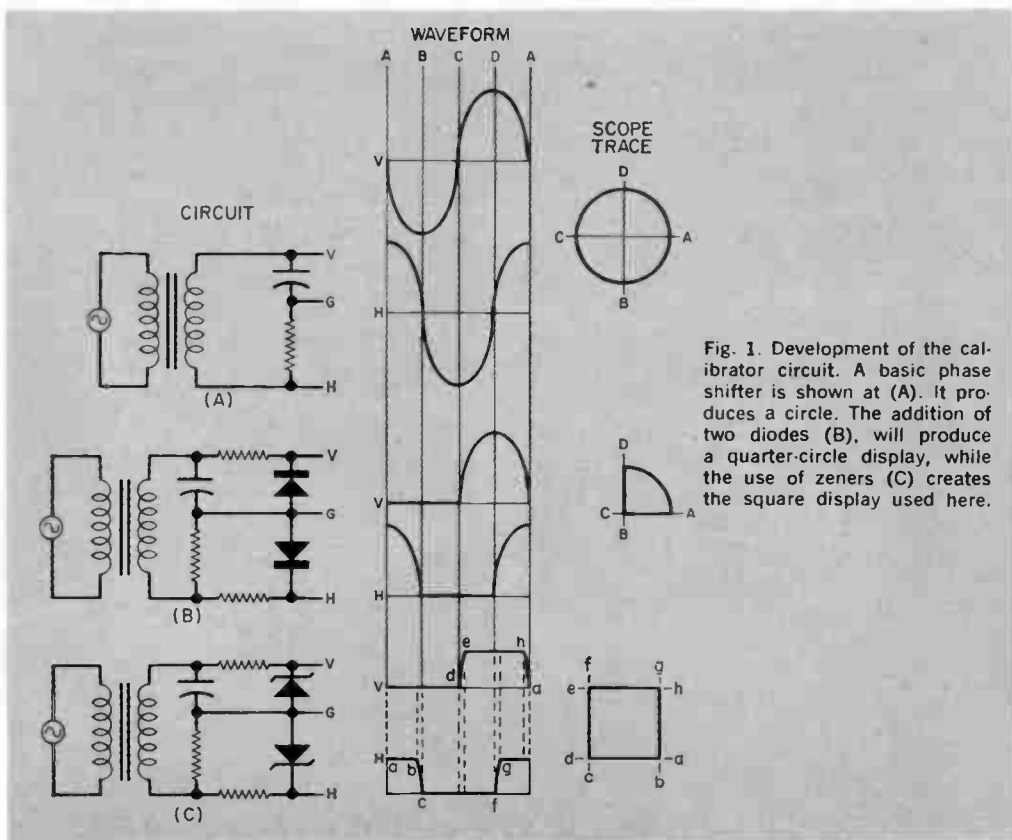 WAVEFORM
A B C D A
V
H
SCOPE
TRACE
D
C A
B
CIRCUIT
V
G
H
(A)
Fig. 1. Development of the cal-
ibrator circuit. A basic phase
shifter is shown at (A). It pro-
duces a circle. The addition of
two diodes (B), will produce
a quarter-circle display, while
the use of zeners (C) creates
the square display used here.
V
G
H
(B)
V
H
D
C A
B
V
G
H
(C)
e h
d
V a
H a b g
c f
f g
e h
d a
c b